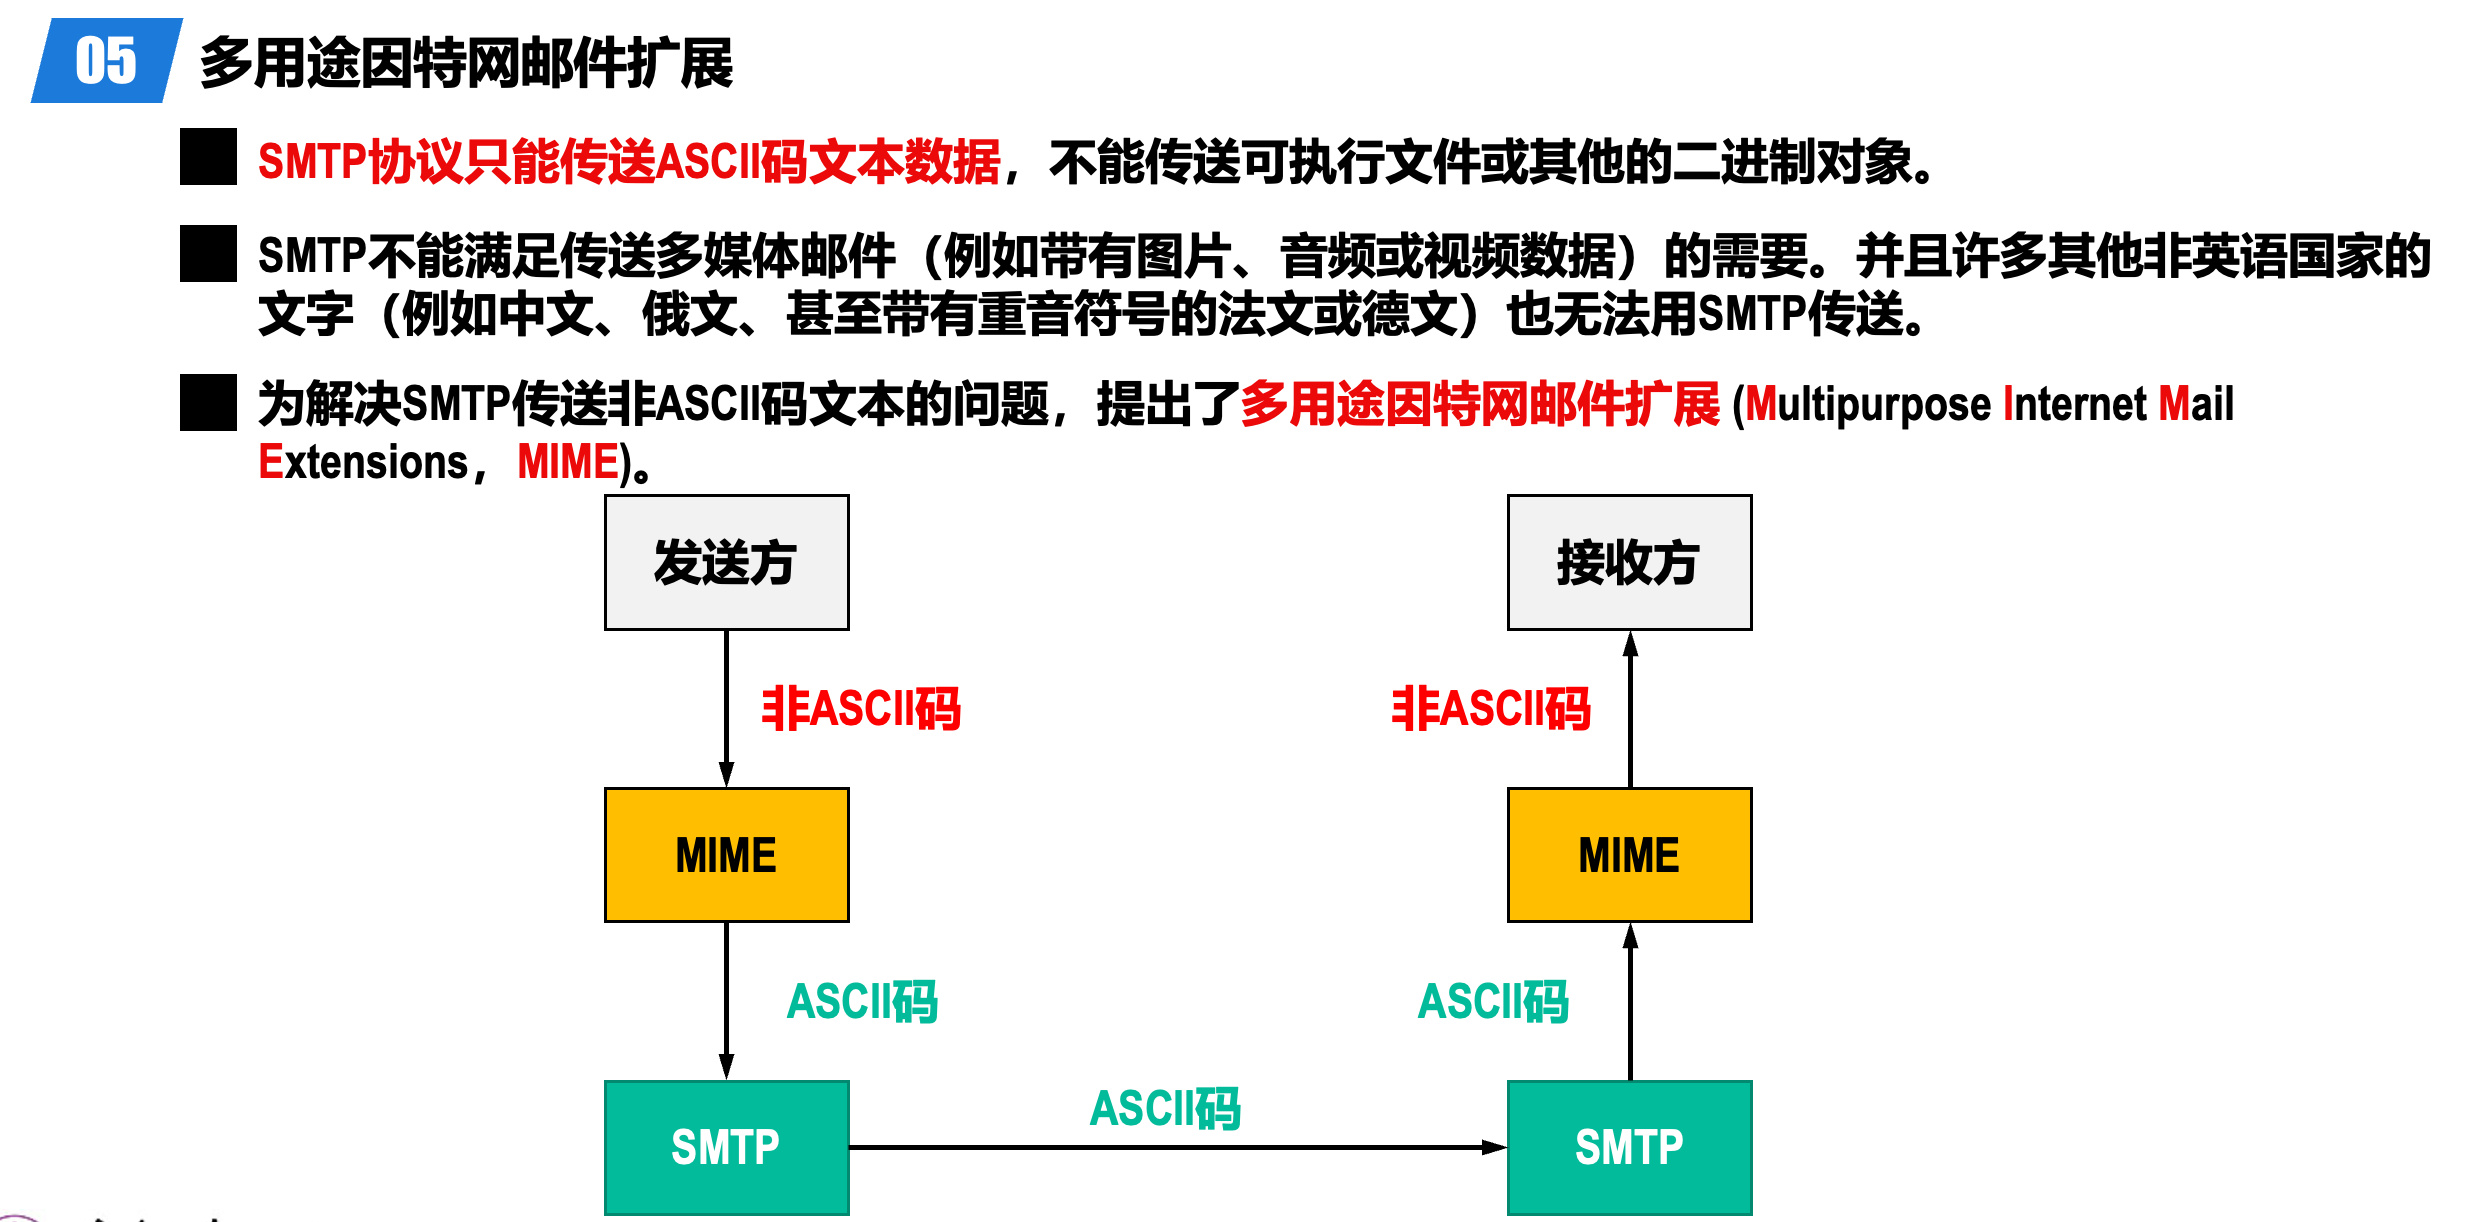 05 多用途因特网邮件扩展
SMTP协议只能传送ASCII码文本数据，不能传送可执行文件或其他的二进制对象。
SMTP不能满足传送多媒体邮件（例如带有图片、音频或视频数据）的需要。并且许多其他非英语国家的
文字（例如中文、俄文、甚至带有重音符号的法文或德文）也无法用SMTP传送。
为解决SMTP传送非ASCII码文本的问题，提出了多用途因特网邮件扩展 (Multipurpose Internet Mail
Extensions， MIME)。
发送方
接收方
非ASCII码
非ASCII码
MIME
MIME
ASCII码
ASCII码
ASCII码
SMTP
SMTP